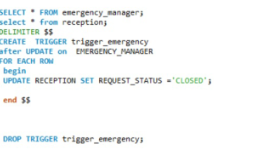 SELECT * FROM emergency_manager;
select * from reception;
DELIMITER $$
CREATE TRIGGER trigger_emergency
after UPDATE on EMERGENCY_MANAGER
FOR EACH ROW
begin
UPDATE RECEPTION SET REQUEST_STATUS ='CLOSED';
end $$
DROP TRIGGER trigger_emergency;